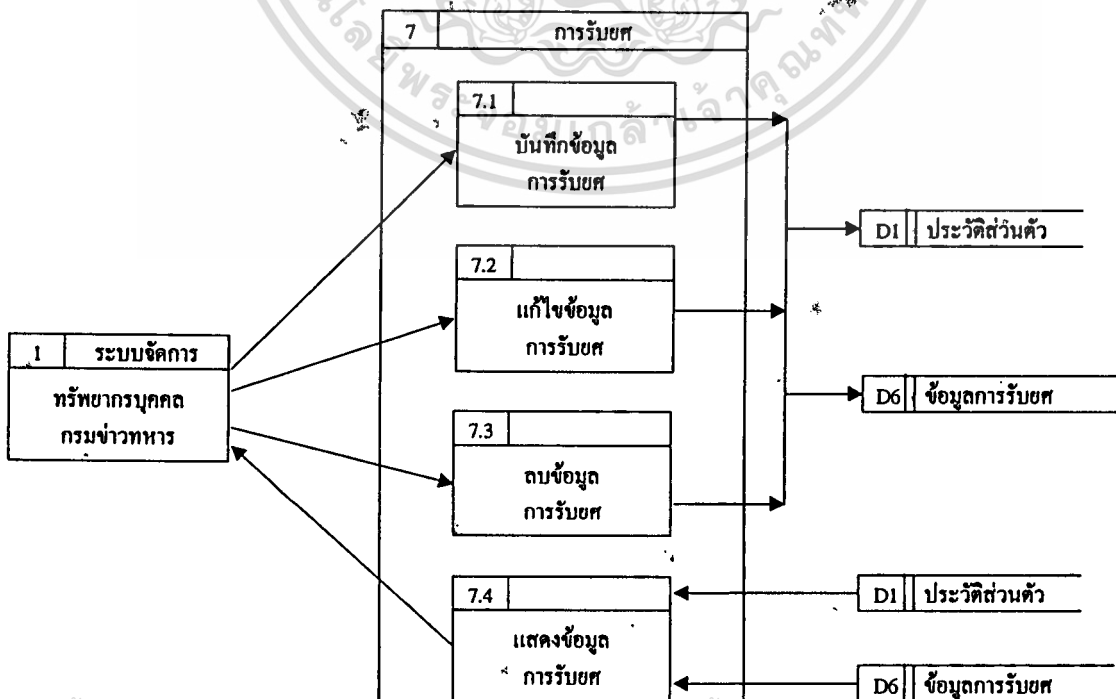 7 การรับยศ
7.1
บันทึกข้อมูล
การรับยศ
D1 ประวัติส่วนตัว
7.2
แก้ไขข้อมูล
การรับยศ
1 ระบบจัดการ
ทรัพยากรบุคคล
กรมข่าวทหาร
D6 ข้อมูลการรับยศ
7.3
ลบข้อมูล
การรับยศ
7.4
แสดงข้อมูล
การรับยศ
D1 ประวัติส่วนตัว
D6 ข้อมูลการรับยศ